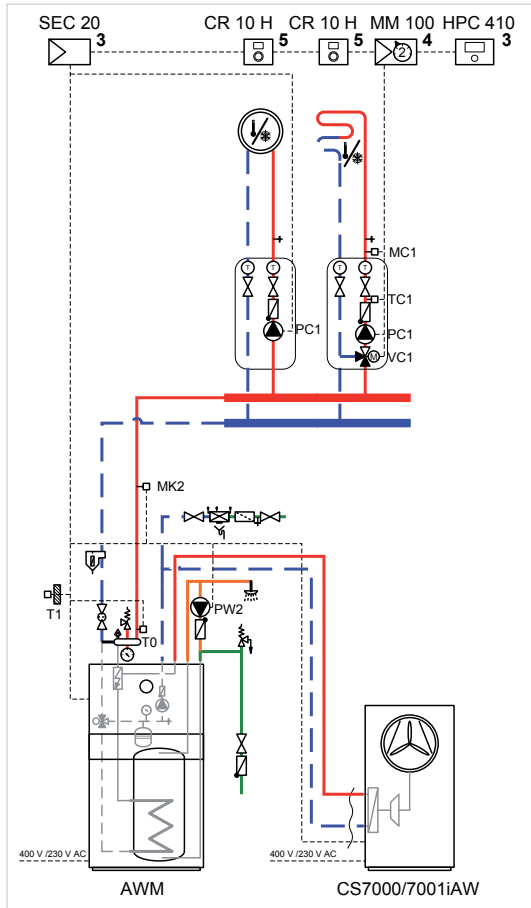 SEC 20 CR 10 H CR 10 H MM 100 HPC 410
3 5 5 4 3
2
T T T T
MC1
TC1
PC1 PC1
M VC1
MK2
PW2
T1
T0
400 V /230 V AC 400 V /230 V AC
AWM CS7000/7001iAW